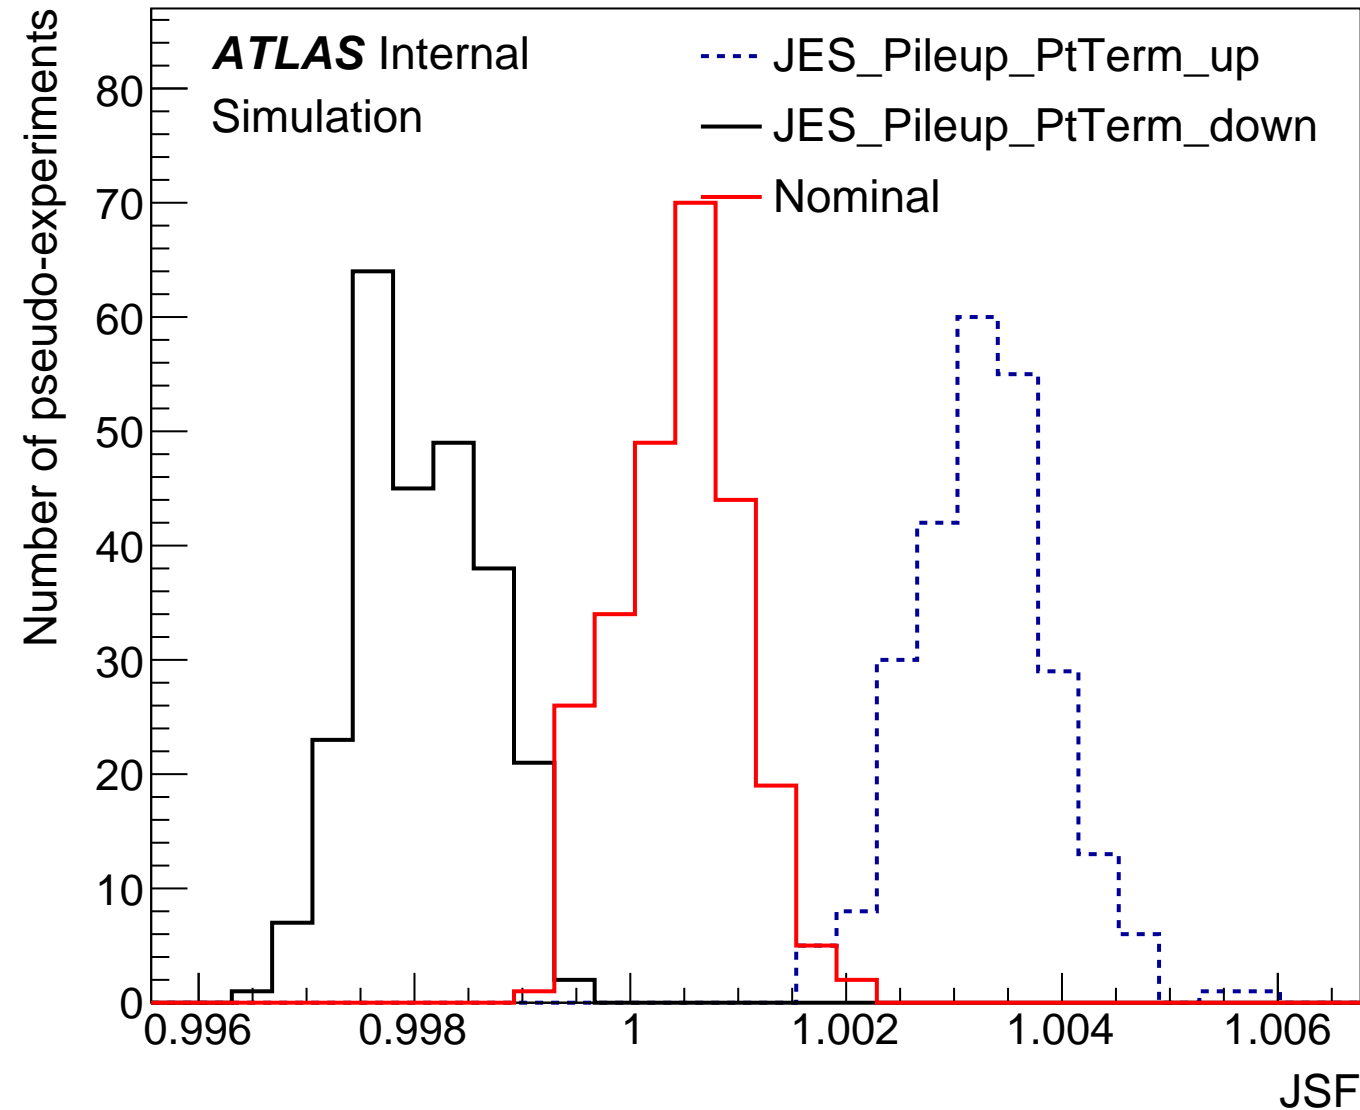 Number of pseudo-experiments
ATLAS Internal
Simulation
JES_Pileup_PtTerm_up
JES_Pileup_PtTerm_down
Nominal
80
70
60
50
40
30
20
10
0
0.996 0.998 1 1.002 1.004 1.006
JSF